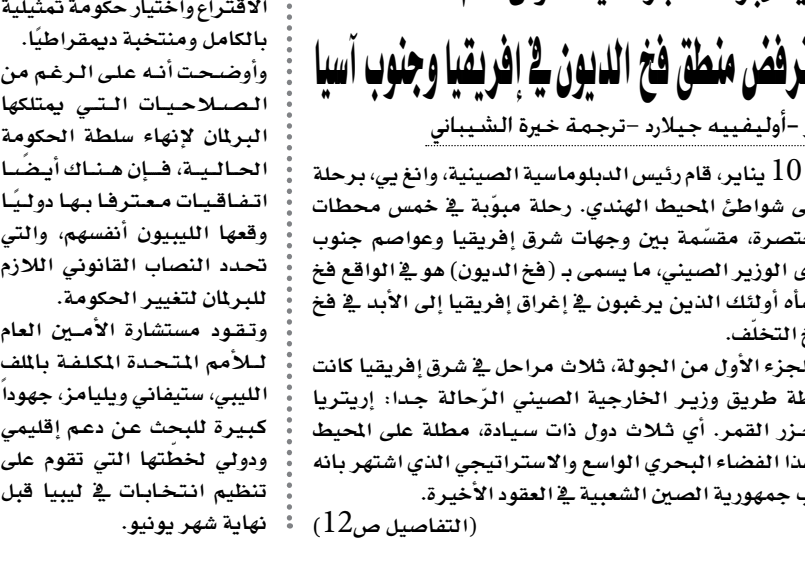 ترفض منطق فخ الديون في إفريقيا وجنوب آسيا
–أوليفييه جيلارد –ترجمة خيرة الشيباني
10 يناير، قام رئيس الدبلوماسية الصينية، وانغ يي، برحلة
شواطئ المحيط الهندي. رحلة مبوّبة في خمس محطات
مقسّمة بين وجهات شرق إفريقيا وعواصم جنوب
الوزير الصيني، ما يسمى بـ (فخ الديون) هو في الواقع فخ
أولئك الذين يرغبون في إغراق إفريقيا إلى الأبد في فخ
التخلّف.
الجزء الأول من الجولة، ثلاث مراحل في شرق إفريقيا كانت
طريق وزير الخارجية الصيني الرّحالة جدا: إريتريا
جزر القمر. أي ثلاث دول ذات سيادة، مطلة على المحيط
هذا الفضاء البحري الواسع والاستراتيجي الذي اشتهر بانه
جمهورية الصين الشعبية في العقود الأخيرة.
(التفاصيل ص12)
الاقتراع واختيار حكومة تمثيلية
بالكامل ومنتخبة ديمقراطيًا.
وأوضحت أنه على الرغم من
الصلاحيات التي يمتلكها
البرلمان لإنهاء سلطة الحكومة
الحالية، فإن هناك أيضًا
اتفاقيات معترفا بها دوليًا
وقعها الليبيون أنفسهم، والتي
تحدد النصاب القانوني اللازم
للبرلمان لتغيير الحكومة.
وتقود مستشارة الأمين العام
للأمم المتحدة المكلفة بالملف
الليبي، ستيفاني ويليامز، جهوداً
كبيرة للبحث عن دعم إقليمي
ودولي لخطّتها التي تقوم على
تنظيم انتخابات في ليبيا قبل
نهاية شهر يونيو.